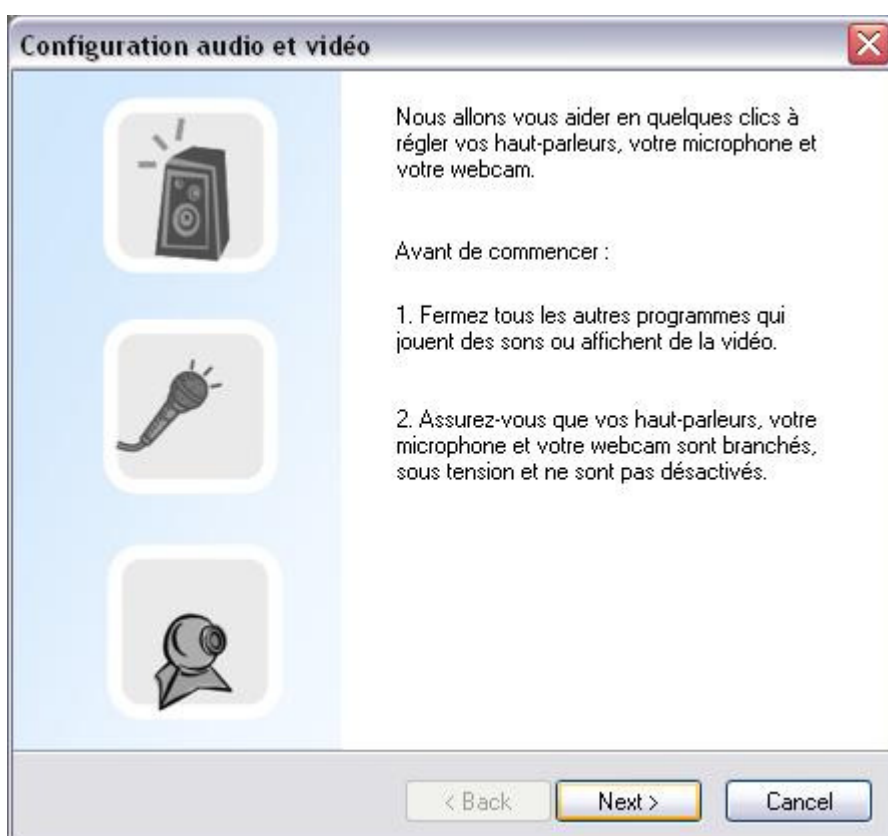 Configuration audio et vidéo
Nous allons vous aider en quelques clics à
régler vos haut-parleurs, votre microphone et
votre webcam.
Avant de commencer :
1. Fermez tous les autres programmes qui
jouent des sons ou affichent de la vidéo.
2. Assurez-vous que vos haut-parleurs, votre
microphone et votre webcam sont branchés,
sous tension et ne sont pas désactivés.
< Back Next > Cancel